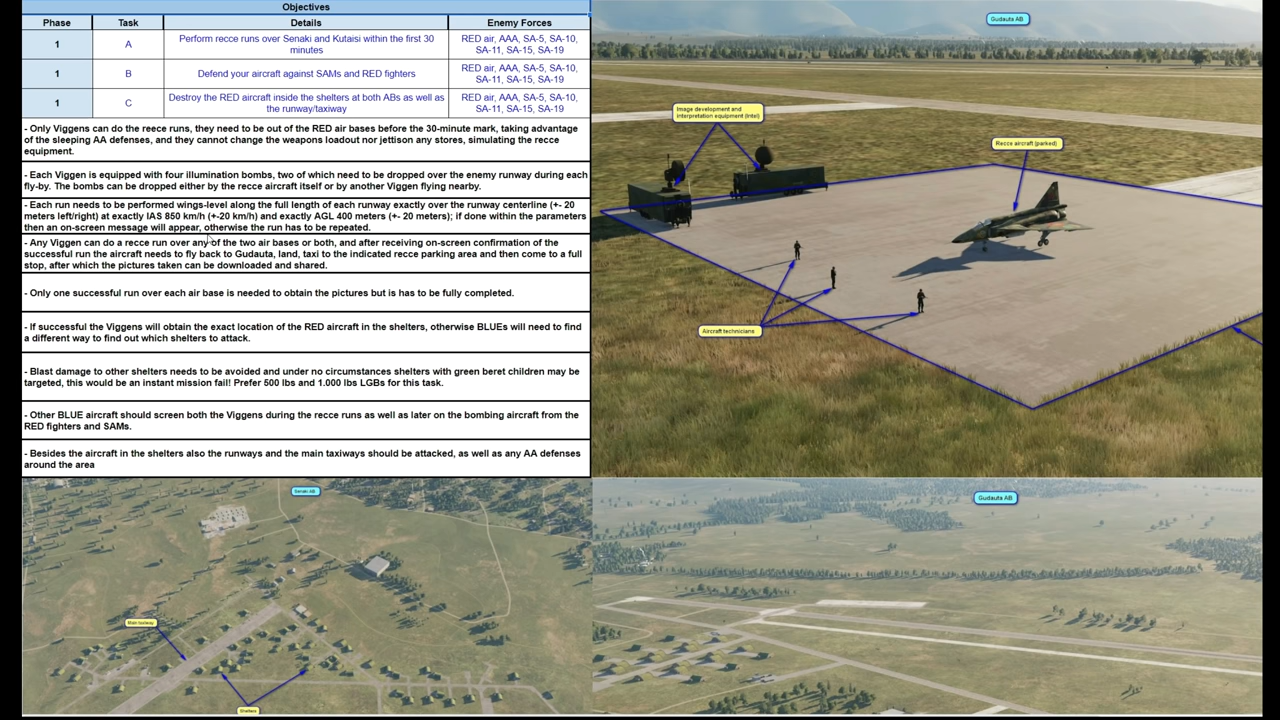 Objectives
Phase Task Details Enemy Forces
1 A Perform recce runs over Senaki and Kutaisi within the first 30 minutes RED air, AAA, SA-5, SA-10, SA-11, SA-15, SA-19
1 B Defend your aircraft against SAMs and RED fighters RED air, AAA, SA-5, SA-10, SA-11, SA-15, SA-19
1 C Destroy the RED aircraft inside the shelters at both ABs as well as the runway/taxiway RED air, AAA, SA-5, SA-10, SA-11, SA-15, SA-19
- Only Viggens can do the reece runs, they need to be out of the RED air bases before the 30-minute mark, taking advantage
of the sleeping AA defenses, and they cannot change the weapons loadout nor jettison any stores, simulating the recce
equipment.
- Each Viggen is equipped with four illumination bombs, two of which need to be dropped over the enemy runway during each
fly-by. The bombs can be dropped either by the recce aircraft itself or by another Viggen flying nearby.
- Each run needs to be performed wings-level along the full length of each runway exactly over the runway centerline (+- 20
meters left/right) at exactly IAS 850 km/h (+-20 km/h) and exactly AGL 400 meters (+- 20 meters); if done within the parameters
then an on-screen message will appear, otherwise the run has to be repeated.
- Any Viggen can do a recce run over any of the two air bases or both, and after receiving on-screen confirmation of the
successful run the aircraft needs to fly back to Gudauta, land, taxi to the indicated recce parking area and then come to a full
stop, after which the pictures taken can be downloaded and shared.
- Only one successful run over each air base is needed to obtain the pictures but is has to be fully completed.
- If successful the Viggens will obtain the exact location of the RED aircraft in the shelters, otherwise BLUEs will need to find
a different way to find out which shelters to attack.
- Blast damage to other shelters needs to be avoided and under no circumstances shelters with green beret children may be
targeted, this would be an instant mission fail! Prefer 500 lbs and 1.000 lbs LGBs for this task.
- Other BLUE aircraft should screen both the Viggens during the recce runs as well as later on the bombing aircraft from the
RED fighters and SAMs.
- Besides the aircraft in the shelters also the runways and the main taxiways should be attacked, as well as any AA defenses
around the area
Gudauta AB
Image development and
interpretation equipment (Intel)
Recce aircraft (parked)
Aircraft technicians
Senaki AB
Main taxiway
Shelters
Gudauta AB